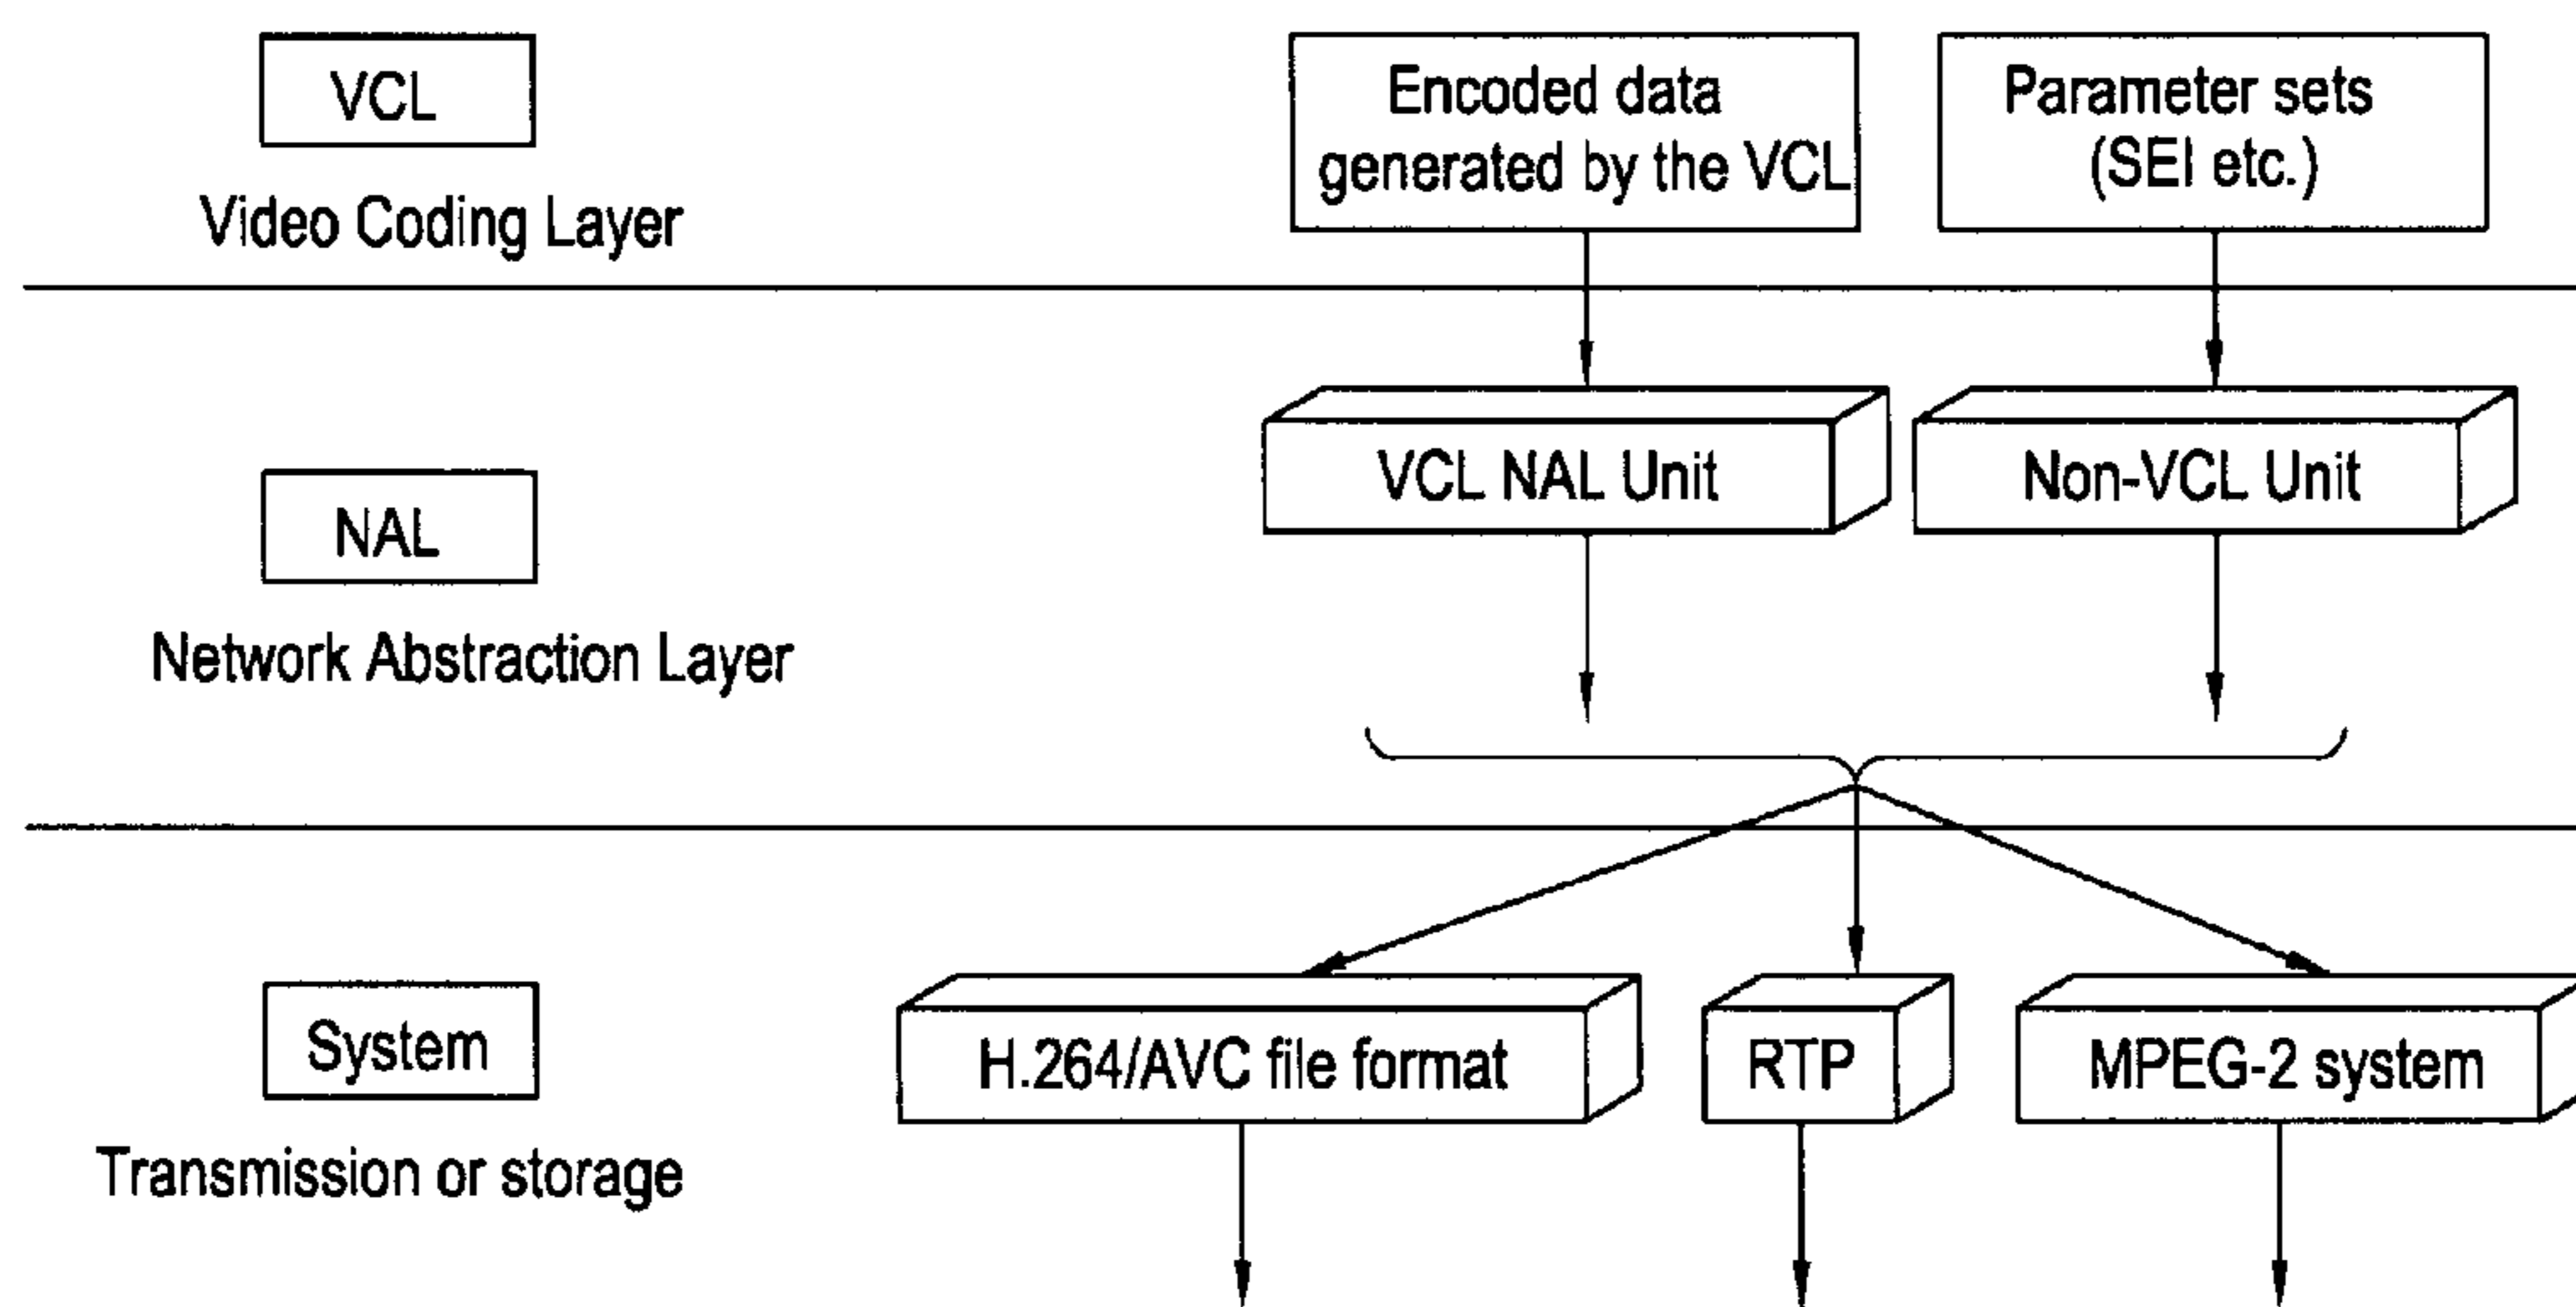 VCL
Video Coding Layer
Encoded data
generated by the VCL
Parameter sets
(SEI etc.)
NAL
Network Abstraction Layer
VCL NAL Unit
Non-VCL Unit
System
Transmission or storage
H.264/AVC file format
RTP
MPEG-2 system